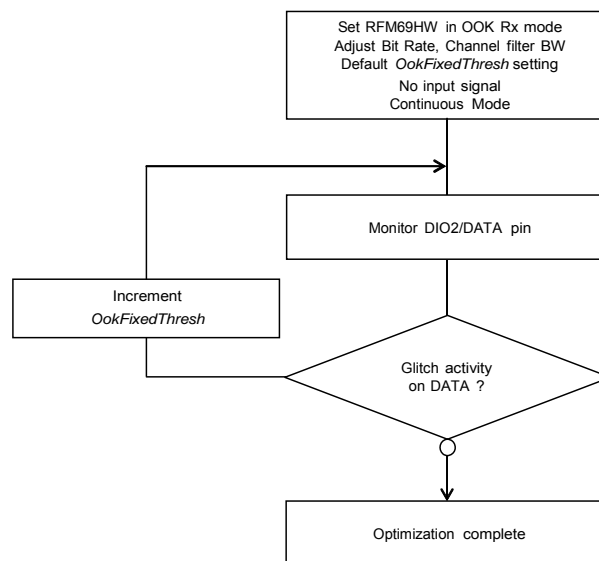 Set RFM69HW in OOK Rx mode
Adjust Bit Rate, Channel filter BW
Default OokFixedThresh setting
No input signal
Continuous Mode
Monitor DIO2/DATA pin
Increment
OokFixedThresh
Glitch activity
on DATA ?
Optimization complete